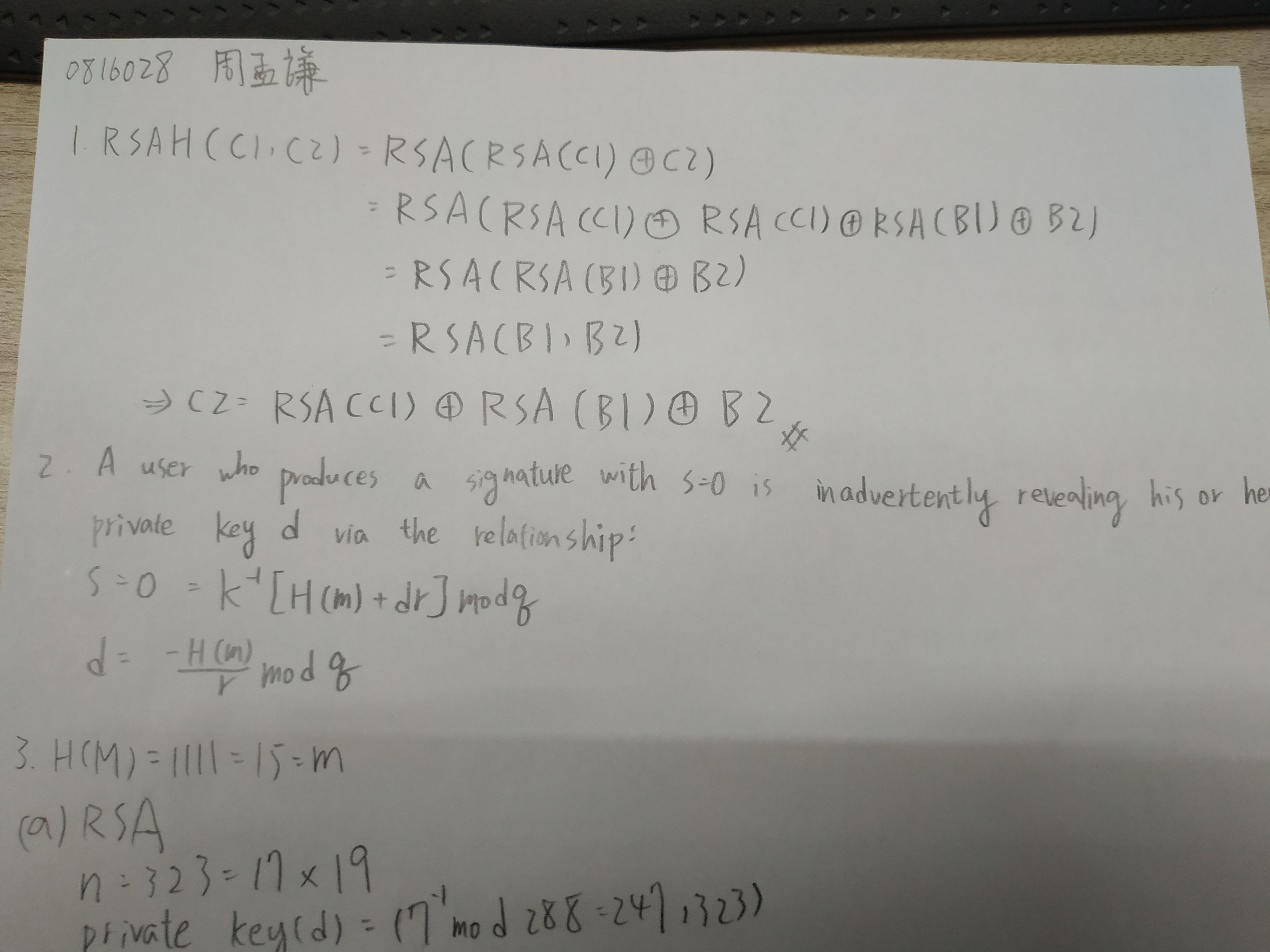 0816028 周孟謙
1. RSAH(C1,C2) = RSA(RSA(C1)⊕C2)
= RSA(RSA(C1)⊕ RSA(C1)⊕RSA(B1)⊕ B2)
= RSA(RSA(B1)⊕B2)
= RSA(B1,B2)
⇒ C2= RSA(C1) ⊕ RSA(B1)⊕ B2
2. A user who produces a signature with s=0 is inadvertently revealing his or he
private key d via the relationship:
S=0 = k⁻¹[H(m)+dr] mod q
d= -H(m)/r mod q
3. H(M)=1111=15=m
(a) RSA
n=323=17×19
private key(d) = (7⁻¹ mod 288=247,323)